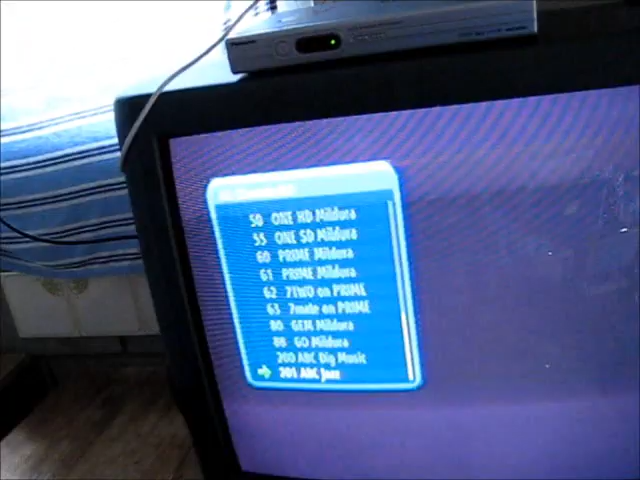 50 ONE HD Mildura
55 ONE SD Mildura
60 PRIME Mildura
61 PRIME Mildura
62 7TWO on PRIME
63 7mate on PRIME
80 GEM Mildura
88 GO Mildura
200 ABC Dig Music
201 ABC Jazz